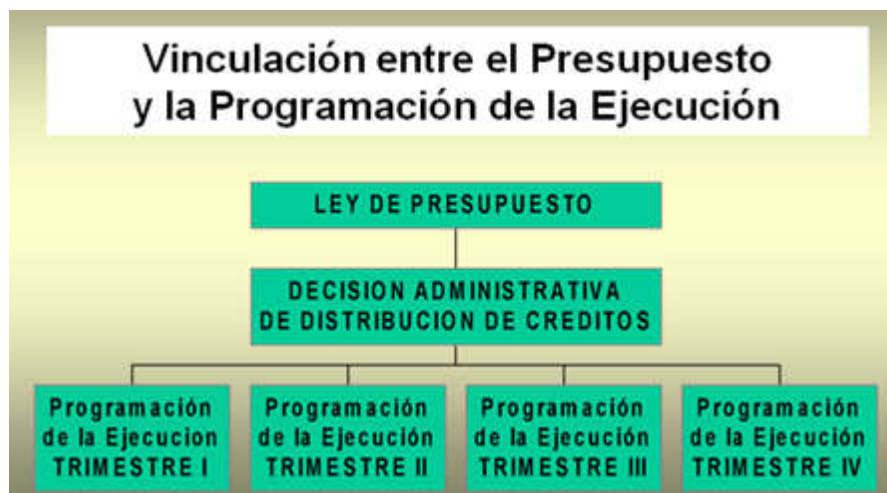 Vinculación entre el Presupuesto
y la Programación de la Ejecución
LEY DE PRESUPUESTO
DECISION ADMINISTRATIVA
DE DISTRIBUCION DE CREDITOS
Programación
de la Ejecucion
TRIMESTRE I
Programación
de la Ejecución
TRIMESTRE II
Programación
de la Ejecución
TRIMESTRE III
Programación
de la Ejecución
TRIMESTRE IV